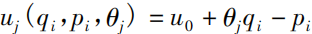 u_j(q_i,p_i,θ_j) = u_0 + θ_j q_i − p_i